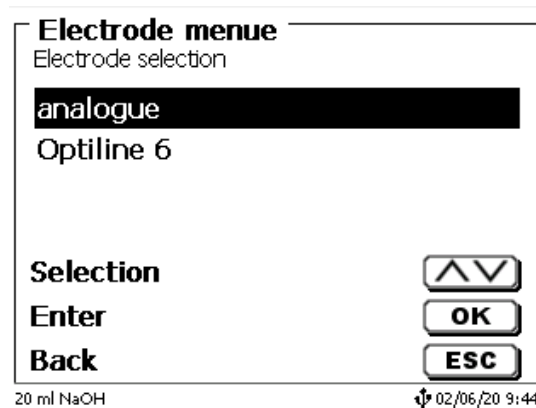 Electrode menue
Electrode selection
analogue
Optiline 6
Selection
Enter OK
Back ESC
20 ml NaOH 02/06/20 9:44